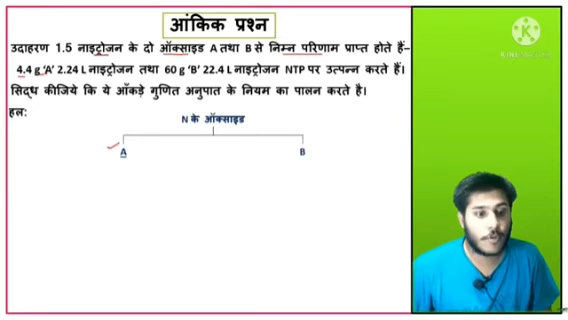 आंकिक प्रश्न
उदाहरण 1.5 नाइट्रोजन के दो ऑक्साइड A तथा B से निम्न परिणाम प्राप्त होते हैं–
4.4 g ‘A’ 2.24 L नाइट्रोजन तथा 60 g ‘B’ 22.4 L नाइट्रोजन NTP पर उत्पन्न करते हैं।
सिद्ध कीजिये कि ये आँकड़े गुणित अनुपात के नियम का पालन करते है।
हल:
N के ऑक्साइड
A B
K